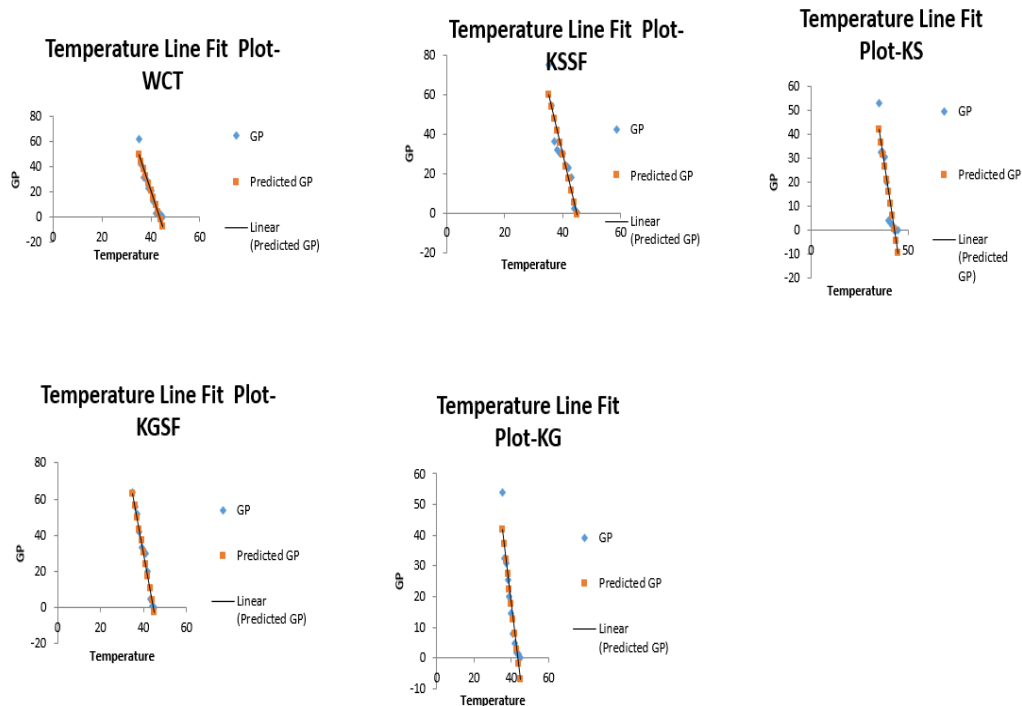 Temperature Line Fit Plot-
WCT
80
60
40
20
0
-20
0
20
40
60
GP
Temperature
GP
Predicted GP
Linear
(Predicted GP)
Temperature Line Fit Plot-
KSSF
80
60
40
20
0
-20
0
20
40
60
GP
Temperature
GP
Predicted GP
Linear
(Predicted GP)
Temperature Line Fit
Plot-KS
60
50
40
30
20
10
0
-10
-20
0
50
GP
Temperature
GP
Predicted GP
Linear
(Predicted
GP)
Temperature Line Fit Plot-
KGSF
80
60
40
20
0
-20
0
20
40
60
GP
Temperature
GP
Predicted GP
Linear
(Predicted GP)
Temperature Line Fit
Plot-KG
60
50
40
30
20
10
0
-10
0
20
40
60
GP
Temperature
GP
Predicted GP
Linear
(Predicted GP)